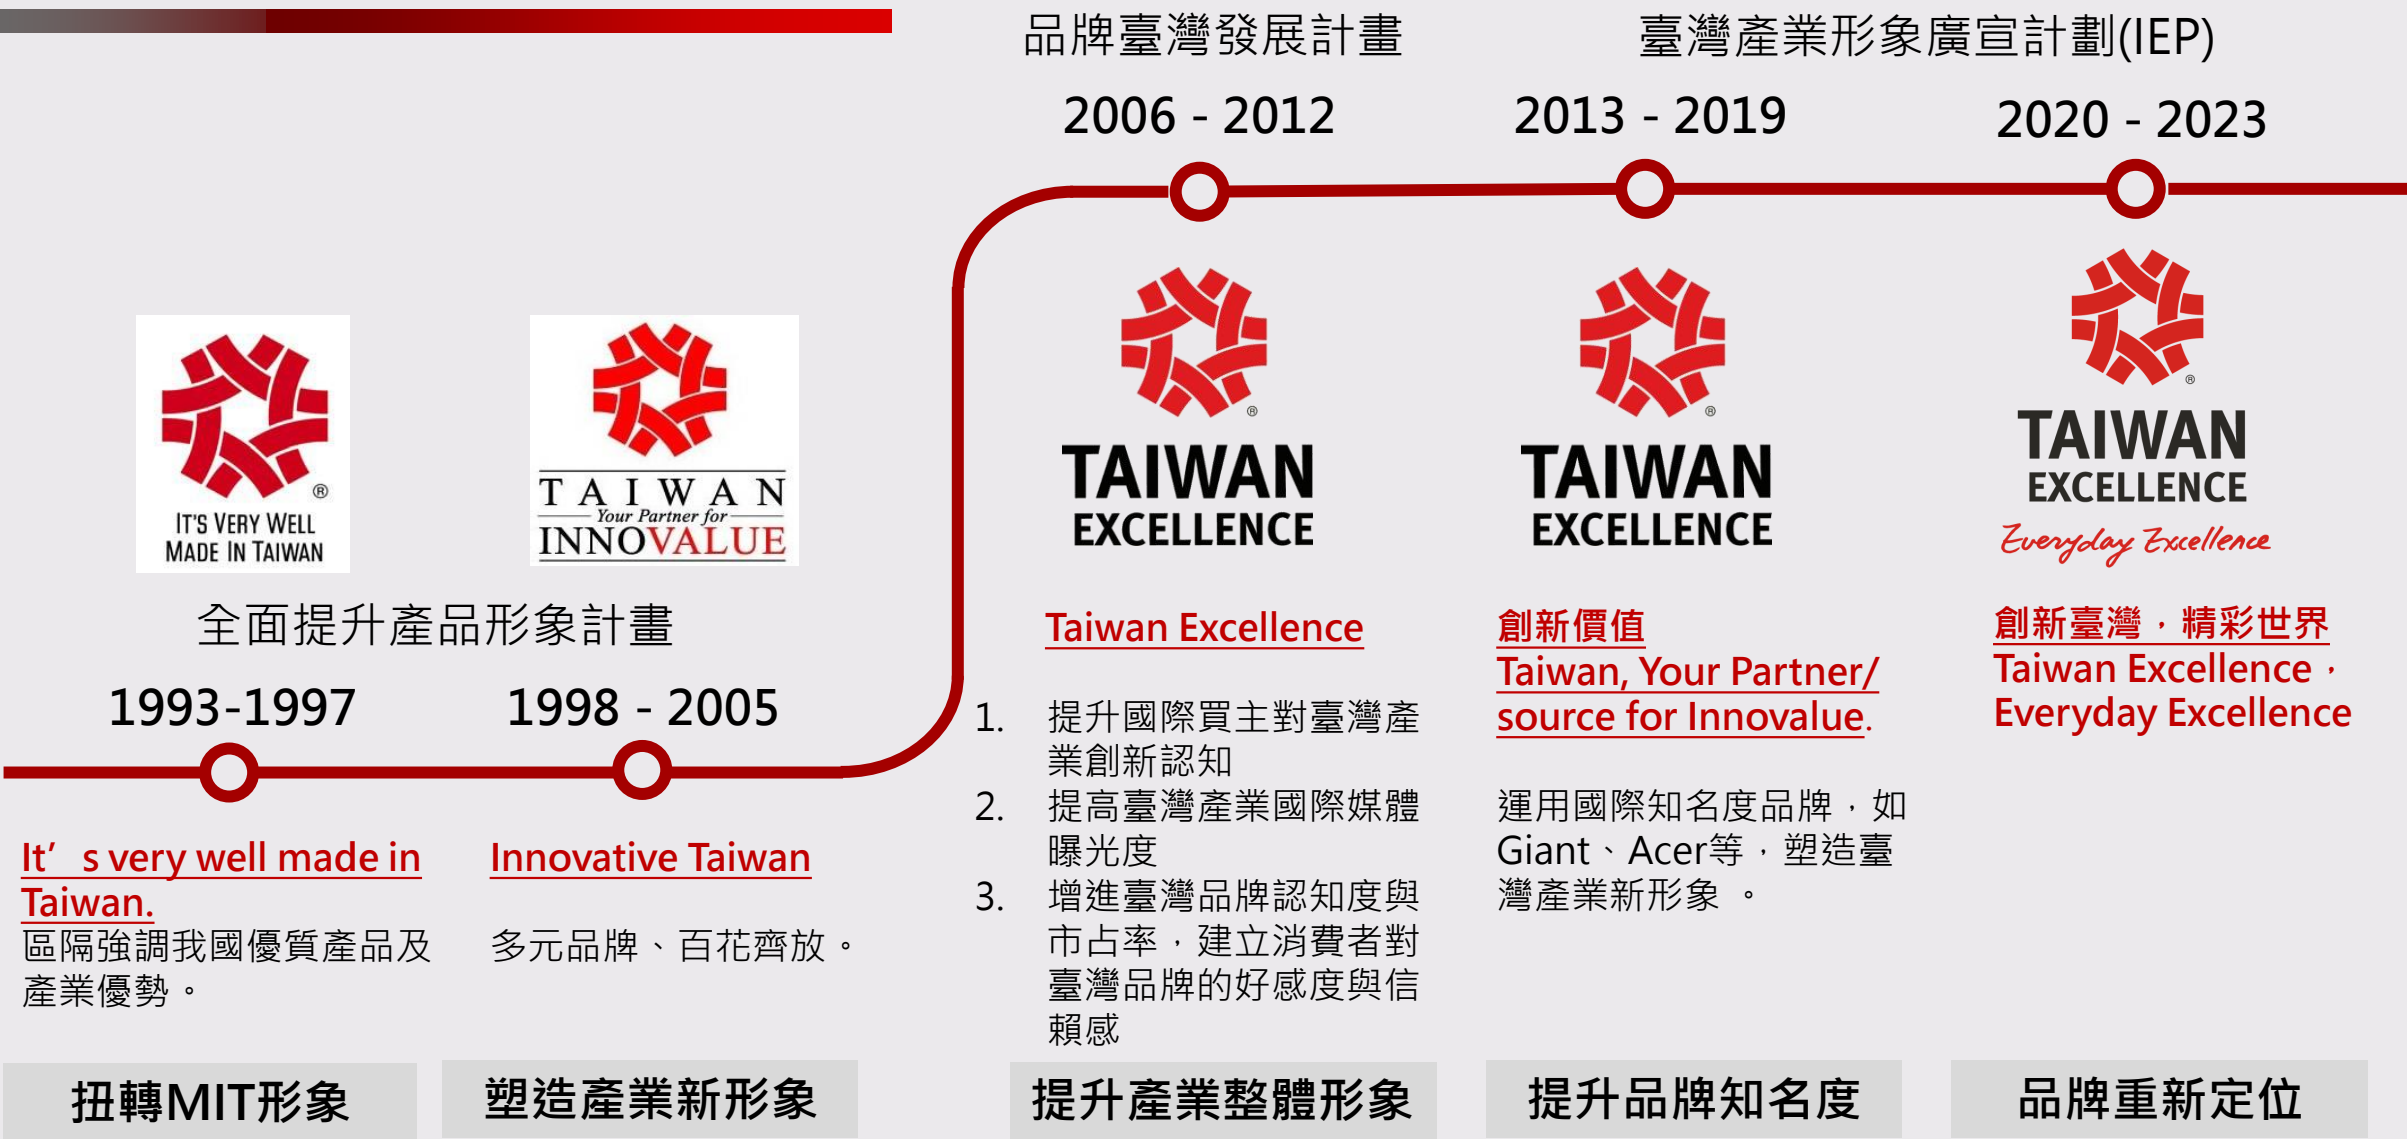 品牌臺灣發展計畫
臺灣產業形象廣宣計劃(IEP)
2006 - 2012
2013 - 2019
2020 - 2023
®
TAIWAN
EXCELLENCE
®
TAIWAN
EXCELLENCE
®
TAIWAN
EXCELLENCE
Everyday Excellence
®
IT'S VERY WELL
MADE IN TAIWAN
TAIWAN
Your Partner for
INNOVALUE
全面提升產品形象計畫
1993-1997
1998 - 2005
It’s very well made in
Taiwan.
區隔強調我國優質產品及
產業優勢。
Innovative Taiwan
多元品牌、百花齊放。
Taiwan Excellence
1. 提升國際買主對臺灣產
業創新認知
2. 提高臺灣產業國際媒體
曝光度
3. 增進臺灣品牌認知度與
市占率，建立消費者對
臺灣品牌的好感度與信
賴感
創新價值
Taiwan, Your Partner/
source for Innovalue.
運用國際知名度品牌，如
Giant、Acer等，塑造臺
灣產業新形象 。
創新臺灣，精彩世界
Taiwan Excellence，
Everyday Excellence
扭轉MIT形象
塑造產業新形象
提升產業整體形象
提升品牌知名度
品牌重新定位